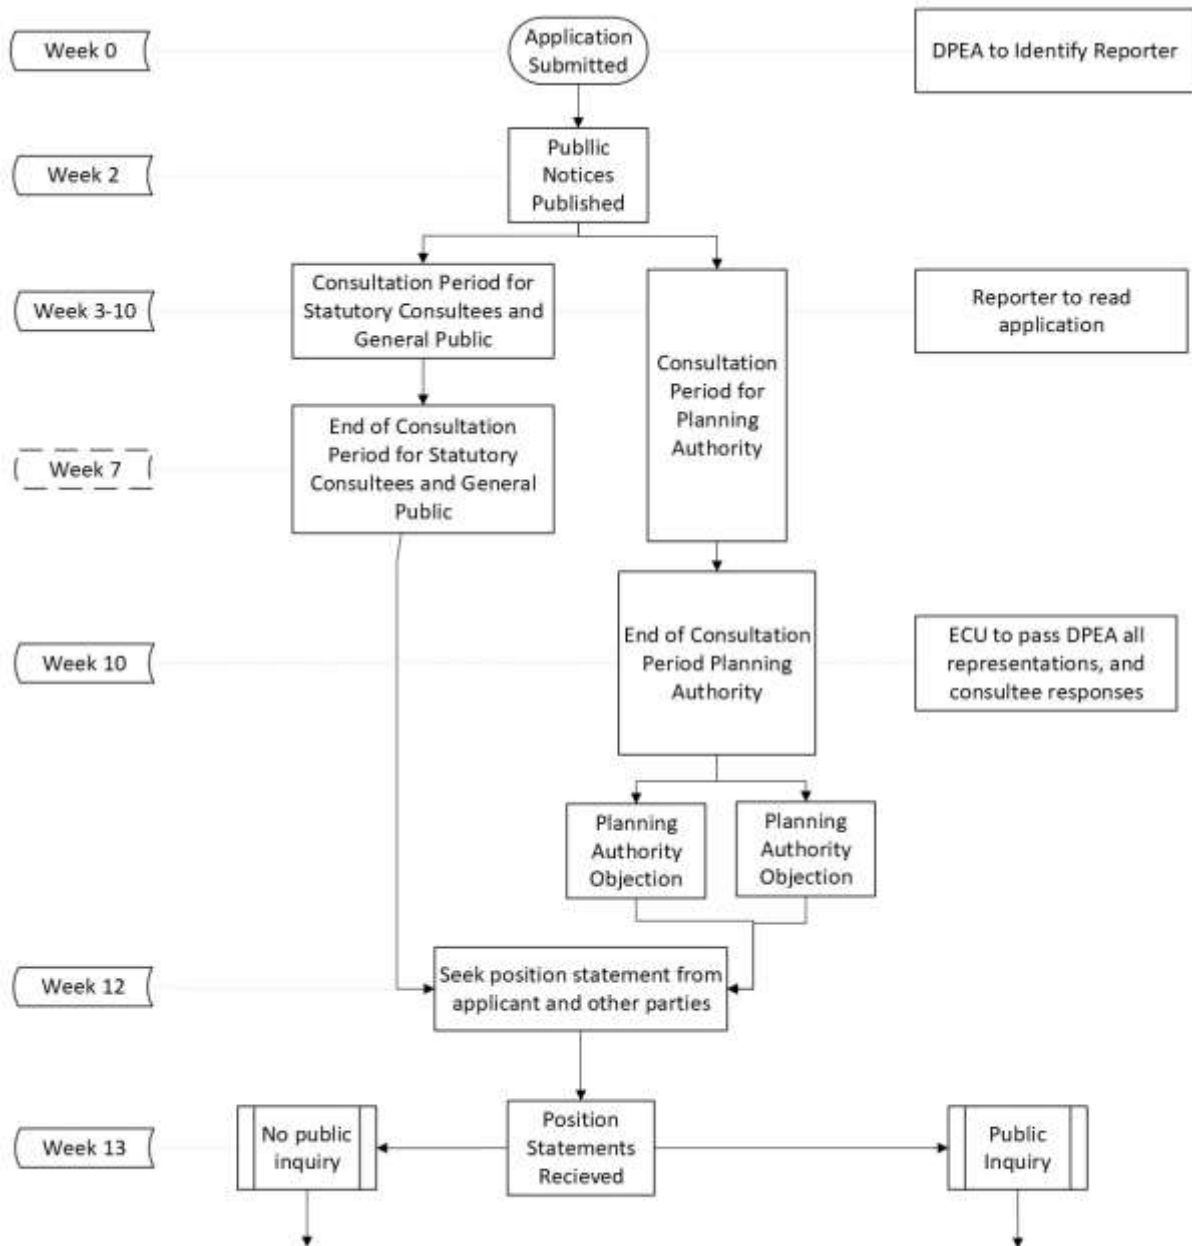 Week 0
Application
Submitted
DPEA to Identify Reporter
Week 2
Publlic
Notices
Published
Week 3-10
Consultation Period for
Statutory Consultees and
General Public
Consultation
Period for
Planning
Authority
Reporter to read
application
Week 7
End of Consultation
Period for Statutory
Consultees and General
Public
Week 10
End of Consultation
Period Planning
Authority
ECU to pass DPEA all
representations, and
consultee responses
Planning
Authority
Objection
Planning
Authority
Objection
Week 12
Seek position statement from
applicant and other parties
Week 13
No public
inquiry
Position
Statements
Recieved
Public
Inquiry